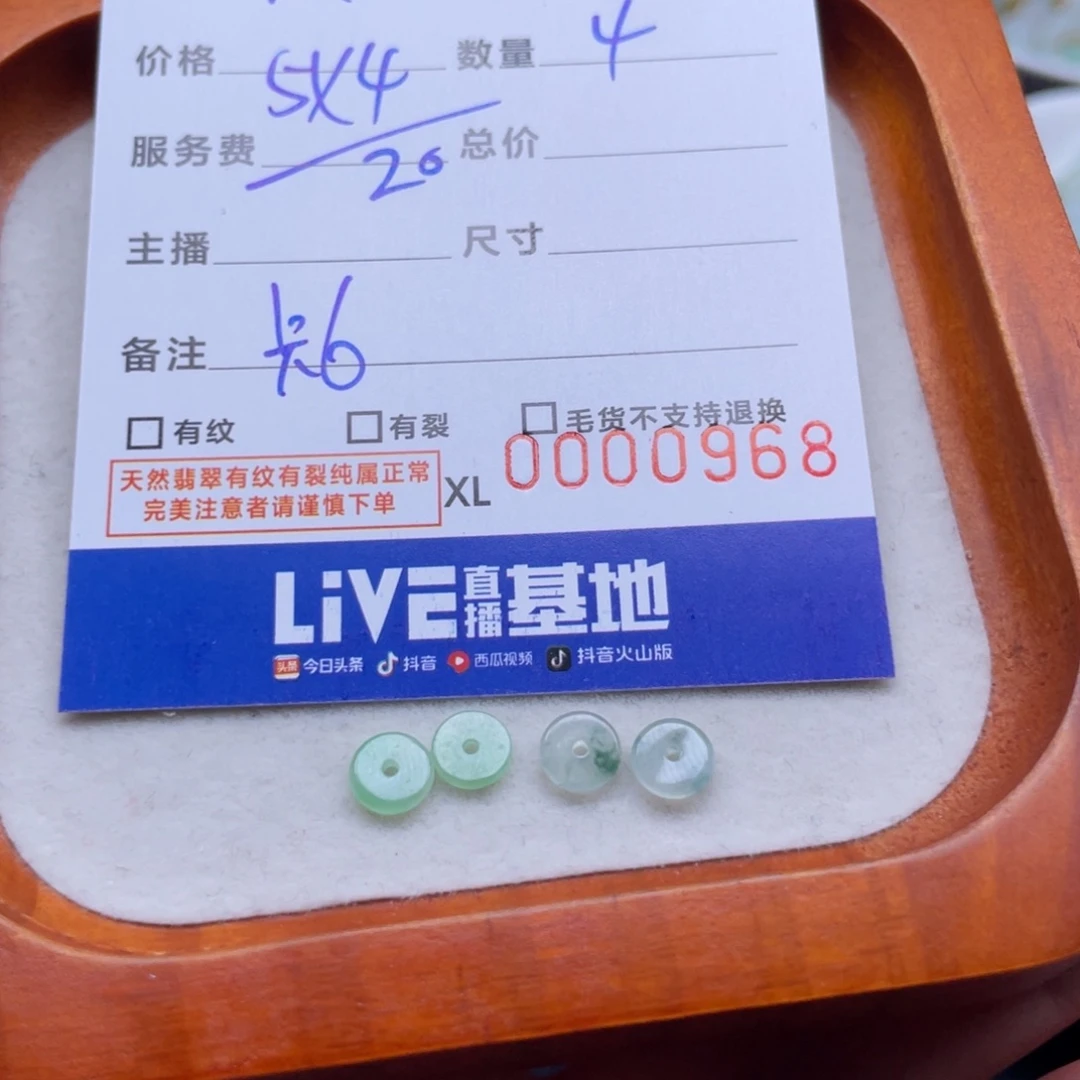 价格 5X4 数量 4
服务费 20 总价
主播 尺寸
备注
有纹 有裂 毛货不支持退换
天然翡翠有纹有裂纯属正常
完美注意者请谨慎下单
XL 0000968
LiVE直播基地
头条 今日头条 抖音 西瓜视频 抖音火山版